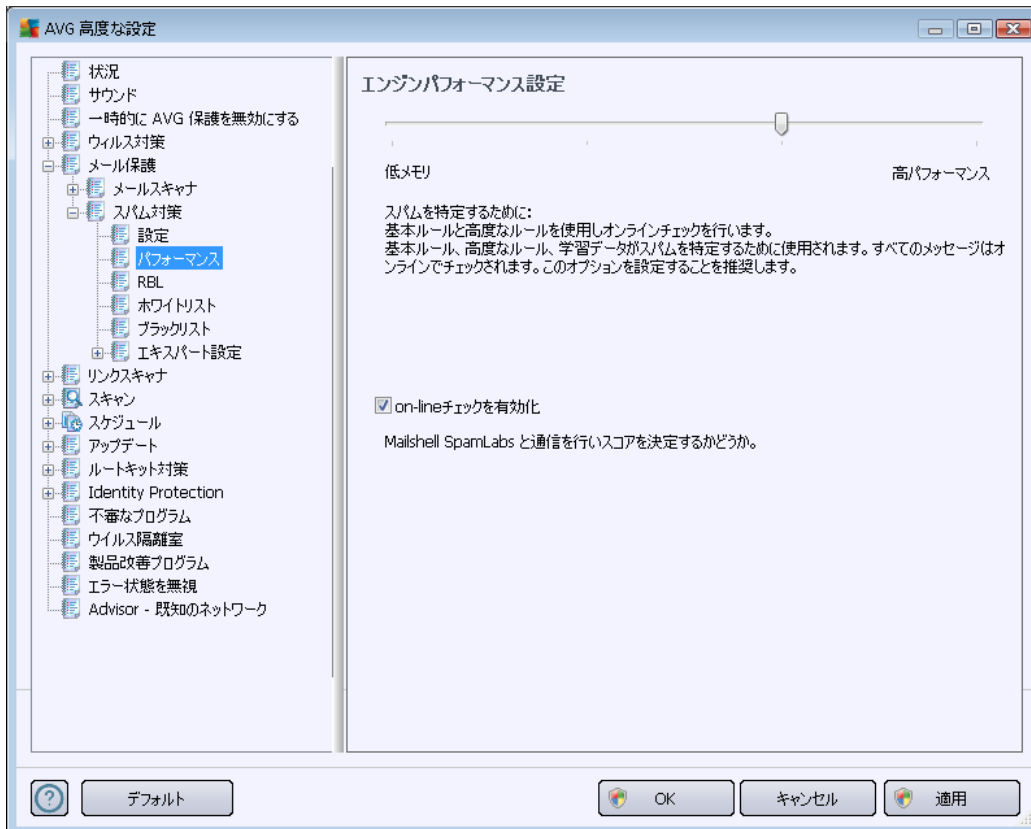 AVG 高度な設定
状況
サウンド
一時的に AVG 保護を無効にする
ウィルス対策
メール保護
メールスキャナ
スパム対策
設定
パフォーマンス
RBL
ホワイトリスト
ブラックリスト
エキスパート設定
リンクスキャナ
スキャン
スケジュール
アップデート
ルートキット対策
Identity Protection
不審なプログラム
ウイルス隔離室
製品改善プログラム
エラー状態を無視
Advisor - 既知のネットワーク
エンジンパフォーマンス設定
低メモリ
高パフォーマンス
スパムを特定するために:
基本ルールと高度なルールを使用しオンラインチェックを行います。
基本ルール、高度なルール、学習データがスパムを特定するために使用されます。すべてのメッセージはオ
ンラインでチェックされます。このオプションを設定することを推奨します。
on-lineチェックを有効化
Mailshell SpamLabs と通信を行いスコアを決定するかどうか。
デフォルト
OK
キャンセル
適用